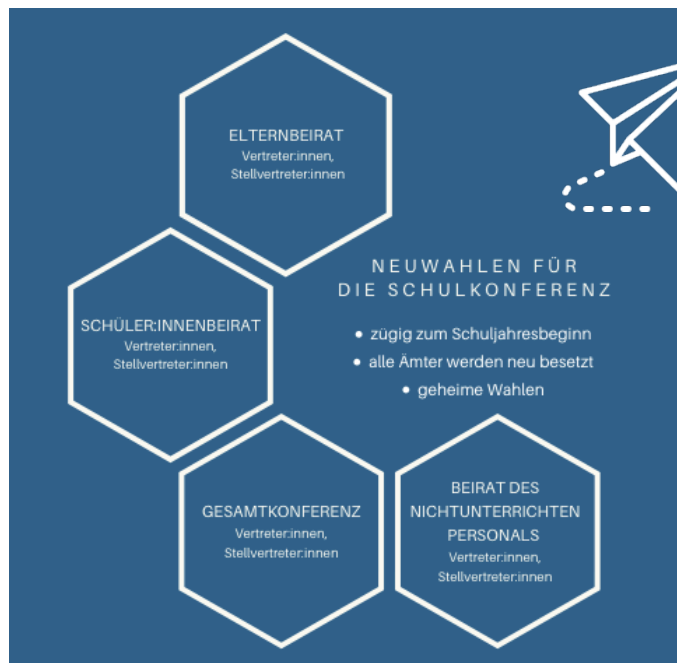 ELTERNBEIRAT
Vertreter:innen,
Stellvertreter:innen
NEUWAHLEN FÜR
DIE SCHULKONFERENZ
• zügig zum Schuljahresbeginn
• alle Ämter werden neu besetzt
• geheime Wahlen
SCHÜLER:INNENBEIRAT
Vertreter:innen,
Stellvertreter:innen
GESAMTKONFERENZ
Vertreter:innen,
Stellvertreter:innen
BEIRAT DES
NICHTUNTERRICHTEN
PERSONALS
Vertreter:innen,
Stellvertreter:innen